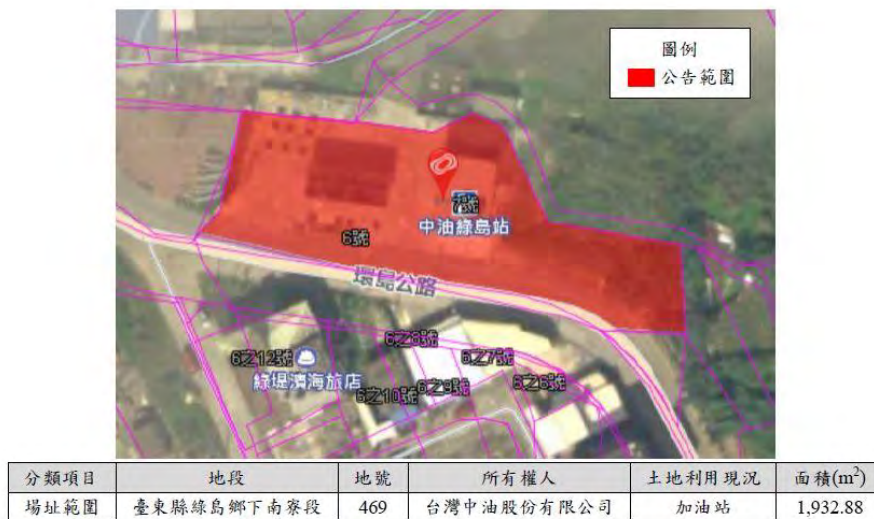 圖例
公告範圍
7號
中油綠島站
6號
環島公路
6之8號
6之12號
6之7號
綠堤濱海旅店
6之10號
6之9號
6之6號
分類項目 地段 地號 所有權人 土地利用現況 面積(m²)
場址範圍 臺東縣綠島鄉下南寮段 469 台灣中油股份有限公司 加油站 1,932.88